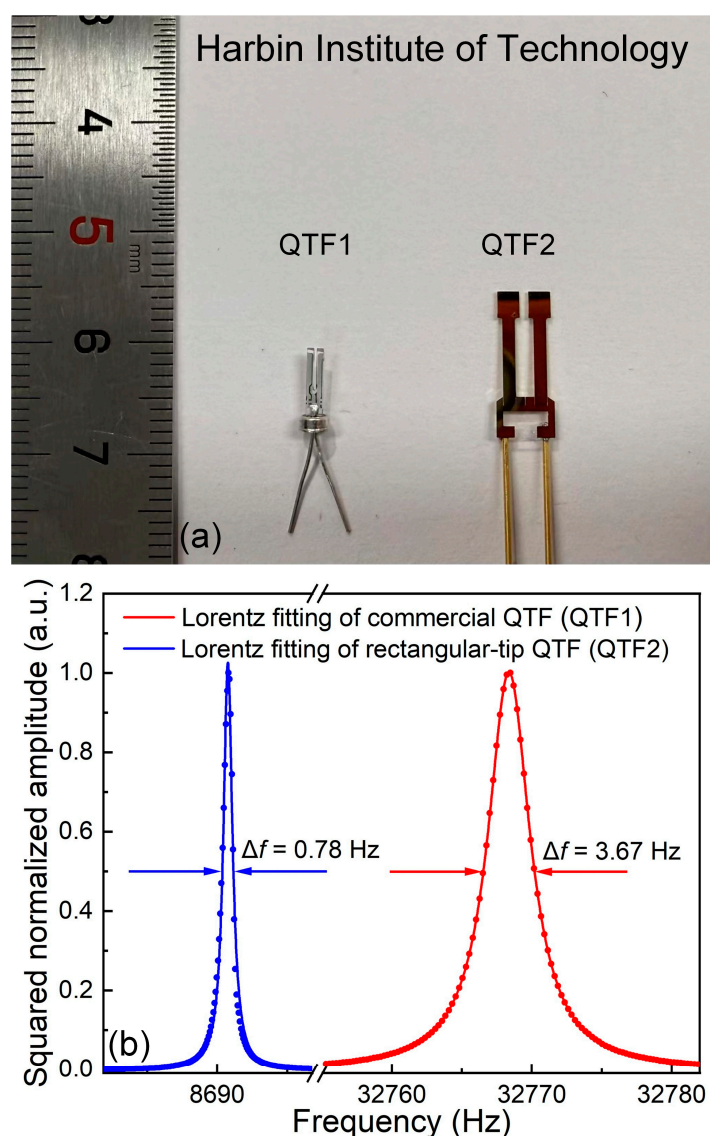 Harbin Institute of Technology
3
4
5
mm
6
7
8
QTF1
QTF2
(a)
Squared normalized amplitude (a.u.)
1.2
1.0
0.8
0.6
0.4
0.2
0.0
Lorentz fitting of commercial QTF (QTF1)
Lorentz fitting of rectangular-tip QTF (QTF2)
Δf = 0.78 Hz
Δf = 3.67 Hz
(b)
8690
32760
32770
32780
Frequency (Hz)